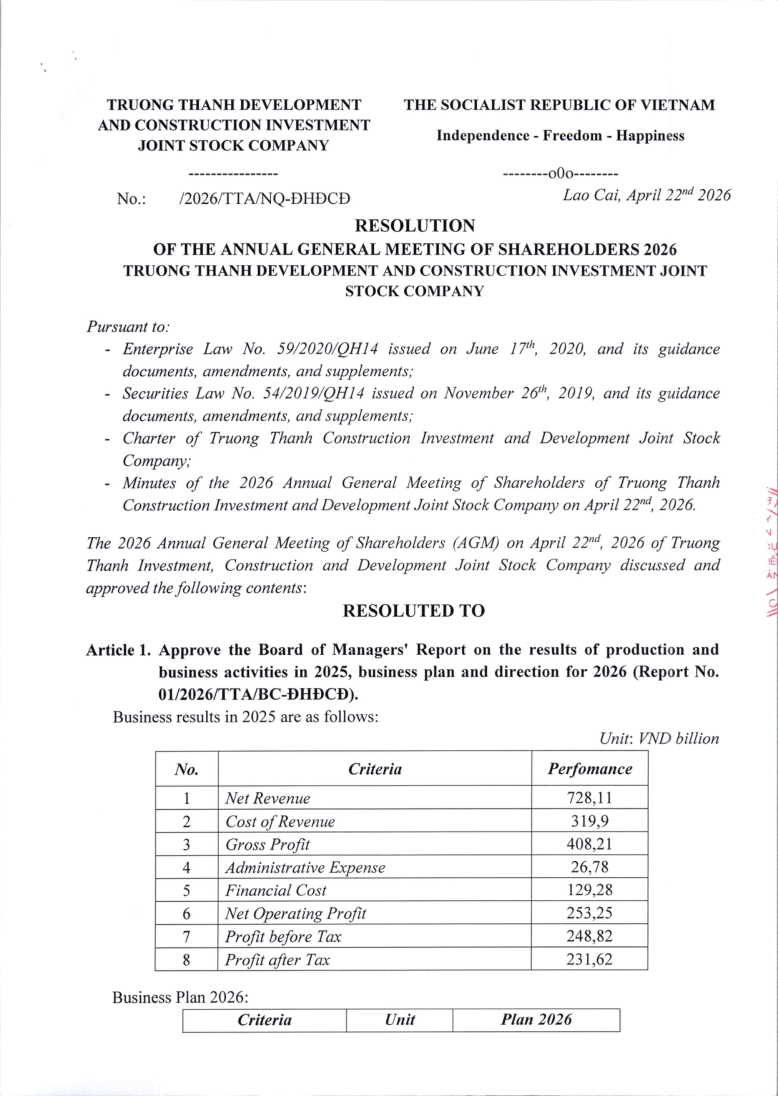 TRUONG THANH DEVELOPMENT
AND CONSTRUCTION INVESTMENT
JOINT STOCK COMPANY
----------------
No.: /2026/TTA/NQ-ĐHĐCĐ
THE SOCIALIST REPUBLIC OF VIETNAM
Independence - Freedom - Happiness
--------o0o--------
Lao Cai, April 22nd 2026
RESOLUTION
OF THE ANNUAL GENERAL MEETING OF SHAREHOLDERS 2026
TRUONG THANH DEVELOPMENT AND CONSTRUCTION INVESTMENT JOINT
STOCK COMPANY
Pursuant to:
- Enterprise Law No. 59/2020/QH14 issued on June 17th, 2020, and its guidance
documents, amendments, and supplements;
- Securities Law No. 54/2019/QH14 issued on November 26th, 2019, and its guidance
documents, amendments, and supplements;
- Charter of Truong Thanh Construction Investment and Development Joint Stock
Company;
- Minutes of the 2026 Annual General Meeting of Shareholders of Truong Thanh
Construction Investment and Development Joint Stock Company on April 22nd, 2026.
The 2026 Annual General Meeting of Shareholders (AGM) on April 22nd, 2026 of Truong
Thanh Investment, Construction and Development Joint Stock Company discussed and
approved the following contents:
RESOLUTED TO
Article 1. Approve the Board of Managers' Report on the results of production and
business activities in 2025, business plan and direction for 2026 (Report No.
01/2026/TTA/BC-ĐHĐCĐ).
Business results in 2025 are as follows:
Unit: VND billion
No. Criteria Perfomance
1 Net Revenue 728,11
2 Cost of Revenue 319,9
3 Gross Profit 408,21
4 Administrative Expense 26,78
5 Financial Cost 129,28
6 Net Operating Profit 253,25
7 Profit before Tax 248,82
8 Profit after Tax 231,62
Business Plan 2026:
Criteria Unit Plan 2026